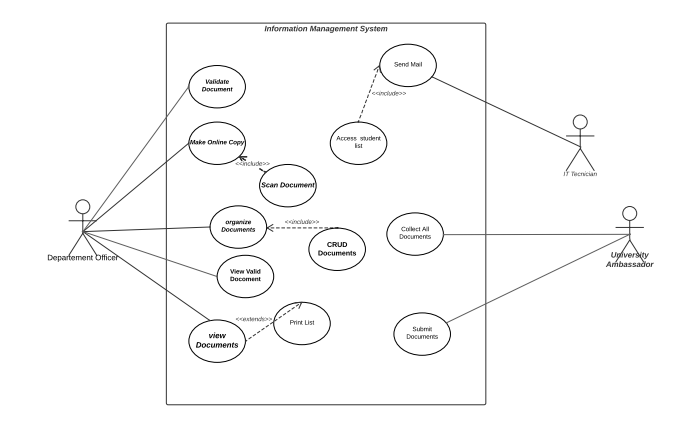 Information Management System
Send Mail
Validate
Document
<<include>>
Make Online Copy
Access student
list
<<include>>
IT Tecnician
Scan Document
organize
Documents
<<include>>
Collect All
Documents
CRUD
Documents
Departement Officer
University
Ambassador
View Valid
Docoment
<<extends>>
Print List
view
Documents
Submit
Documents